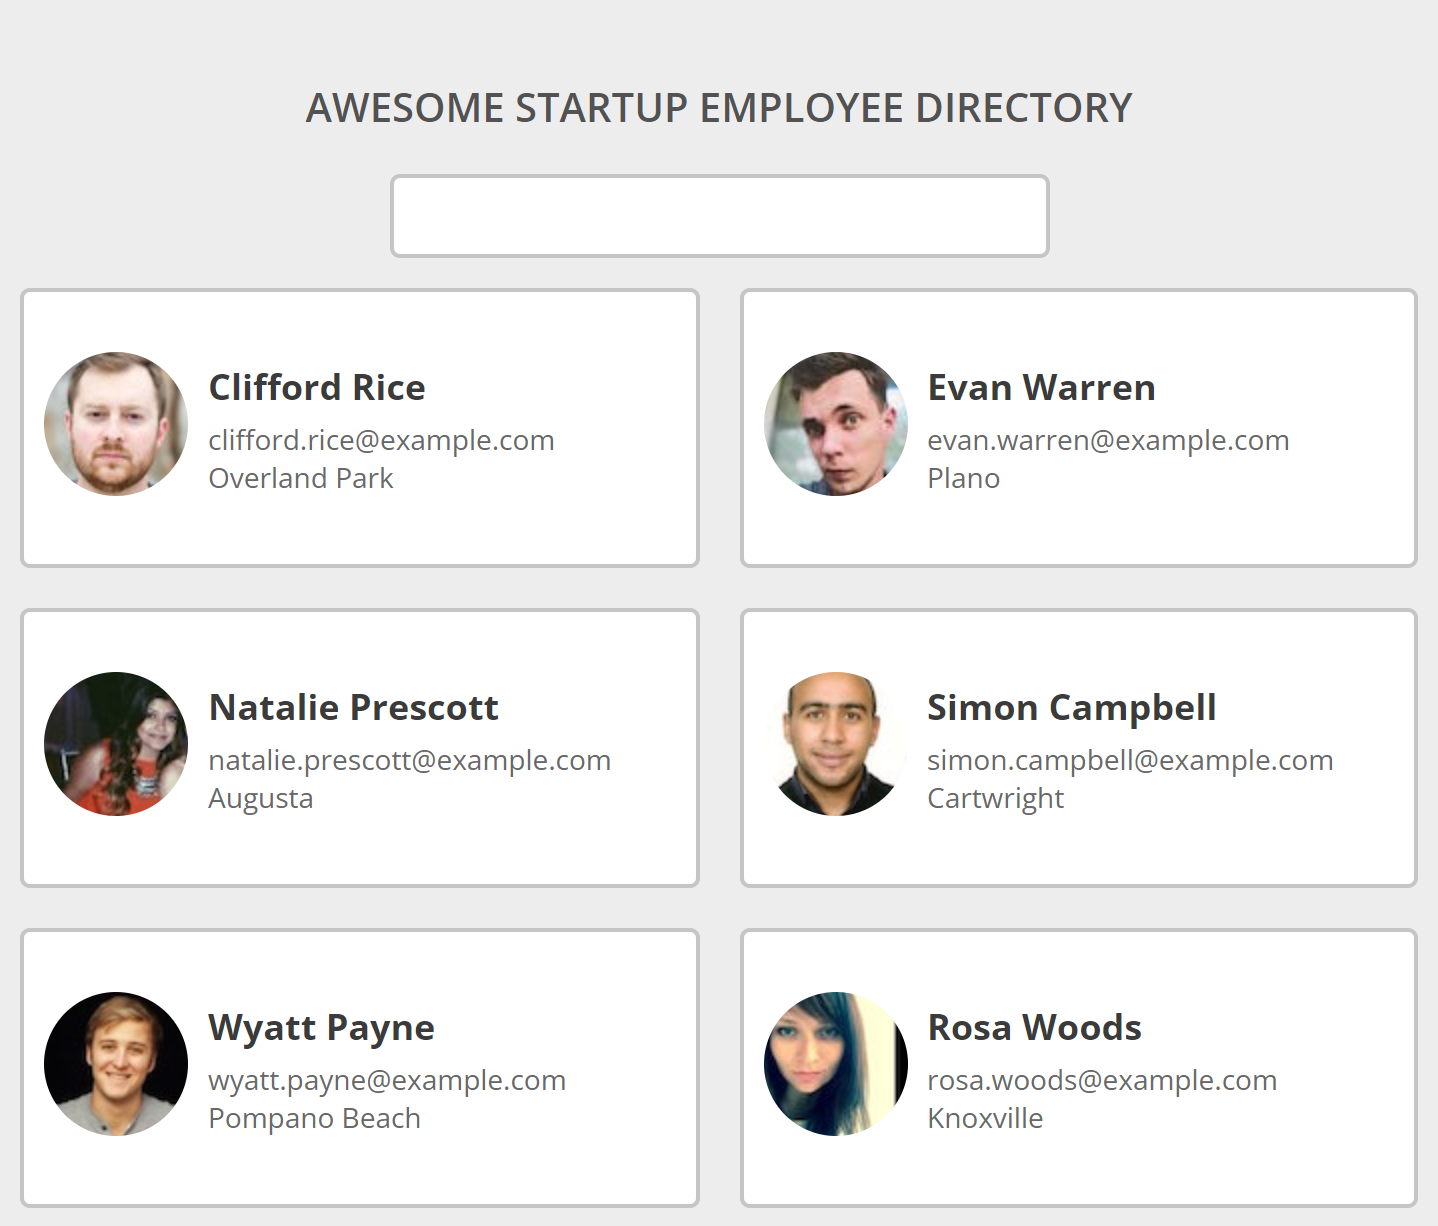 AWESOME STARTUP EMPLOYEE DIRECTORY
Clifford Rice
clifford.rice@example.com
Overland Park
Evan Warren
evan.warren@example.com
Plano
Natalie Prescott
natalie.prescott@example.com
Augusta
Simon Campbell
simon.campbell@example.com
Cartwright
Wyatt Payne
wyatt.payne@example.com
Pompano Beach
Rosa Woods
rosa.woods@example.com
Knoxville